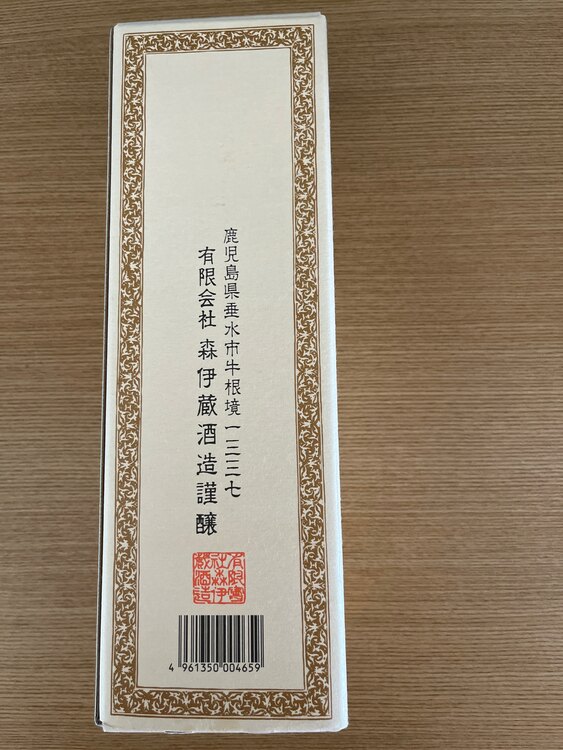 鹿児島県垂水市牛根境一三三七
有限会社 森伊蔵酒造謹醸
有限會
社森伊
蔵酒造
4 961350 004659